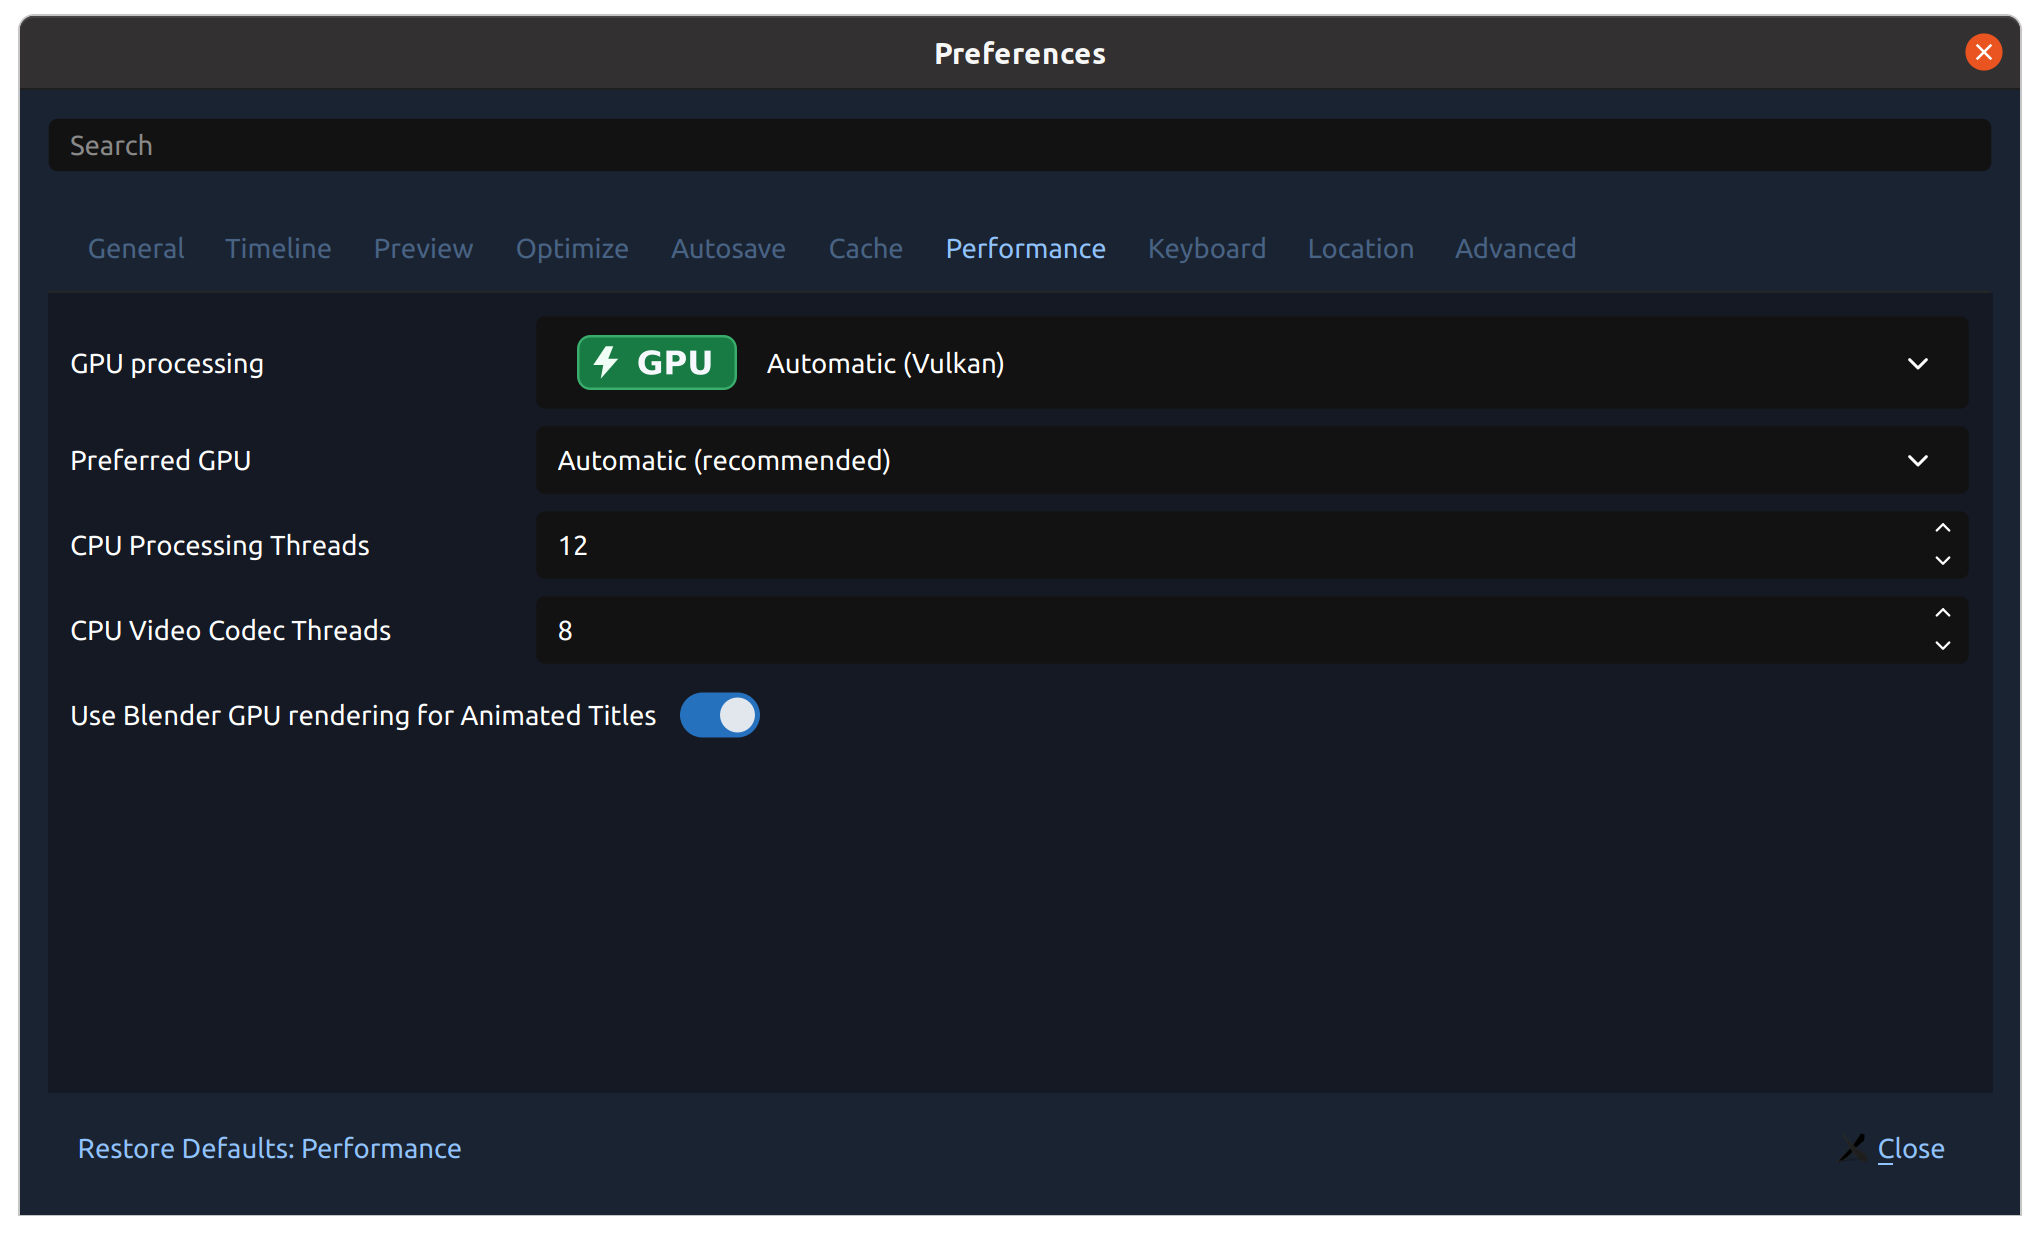 Preferences
Search
General Timeline Preview Optimize Autosave Cache Performance Keyboard Location Advanced
GPU processing GPU Automatic (Vulkan)
Preferred GPU Automatic (recommended)
CPU Processing Threads 12
CPU Video Codec Threads 8
Use Blender GPU rendering for Animated Titles
Restore Defaults: Performance Close